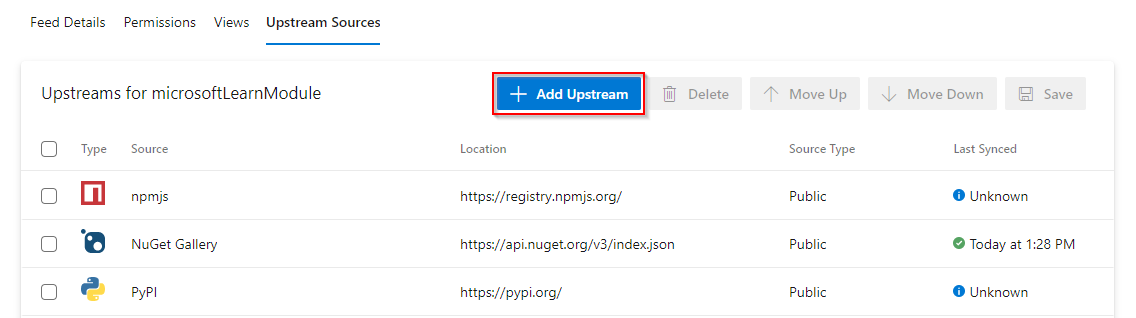 Feed Details Permissions Views Upstream Sources
Upstreams for microsoftLearnModule Add Upstream Delete Move Up Move Down Save
Type Source Location Source Type Last Synced
npmjs https://registry.npmjs.org/ Public Unknown
NuGet Gallery https://api.nuget.org/v3/index.json Public Today at 1:28 PM
PyPI https://pypi.org/ Public Unknown